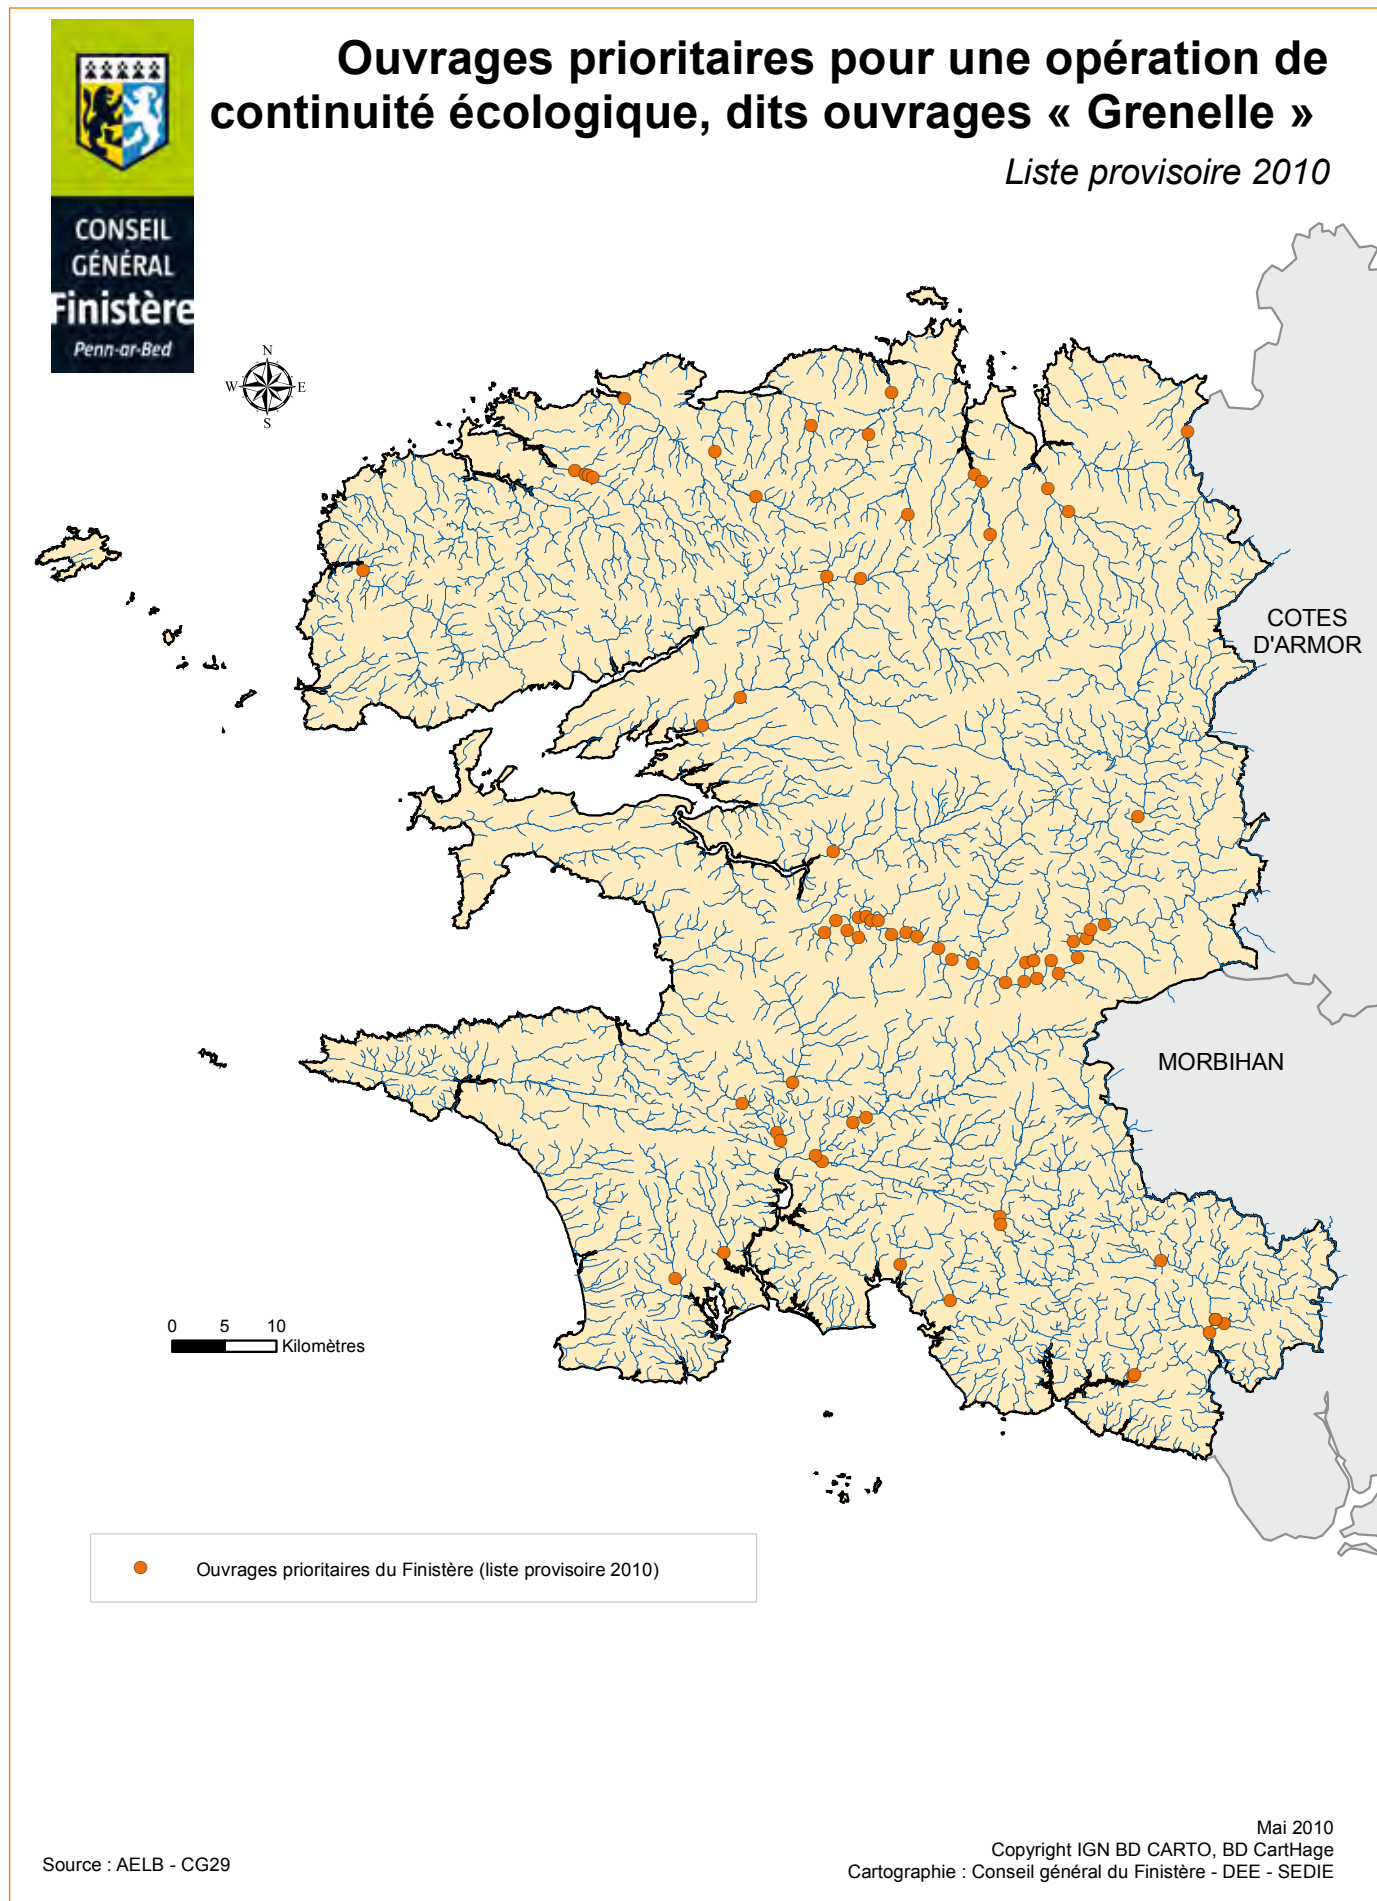 Ouvrages prioritaires pour une opération de
continuité écologique, dits ouvrages « Grenelle »
Liste provisoire 2010
CONSEIL
GÉNÉRAL
Finistère
Penn-ar-Bed
N
W
E
S
COTES
D'ARMOR
MORBIHAN
0 5 10
Kilomètres
Ouvrages prioritaires du Finistère (liste provisoire 2010)
Mai 2010
Copyright IGN BD CARTO, BD CartHage
Cartographie : Conseil général du Finistère - DEE - SEDIE
Source : AELB - CG29